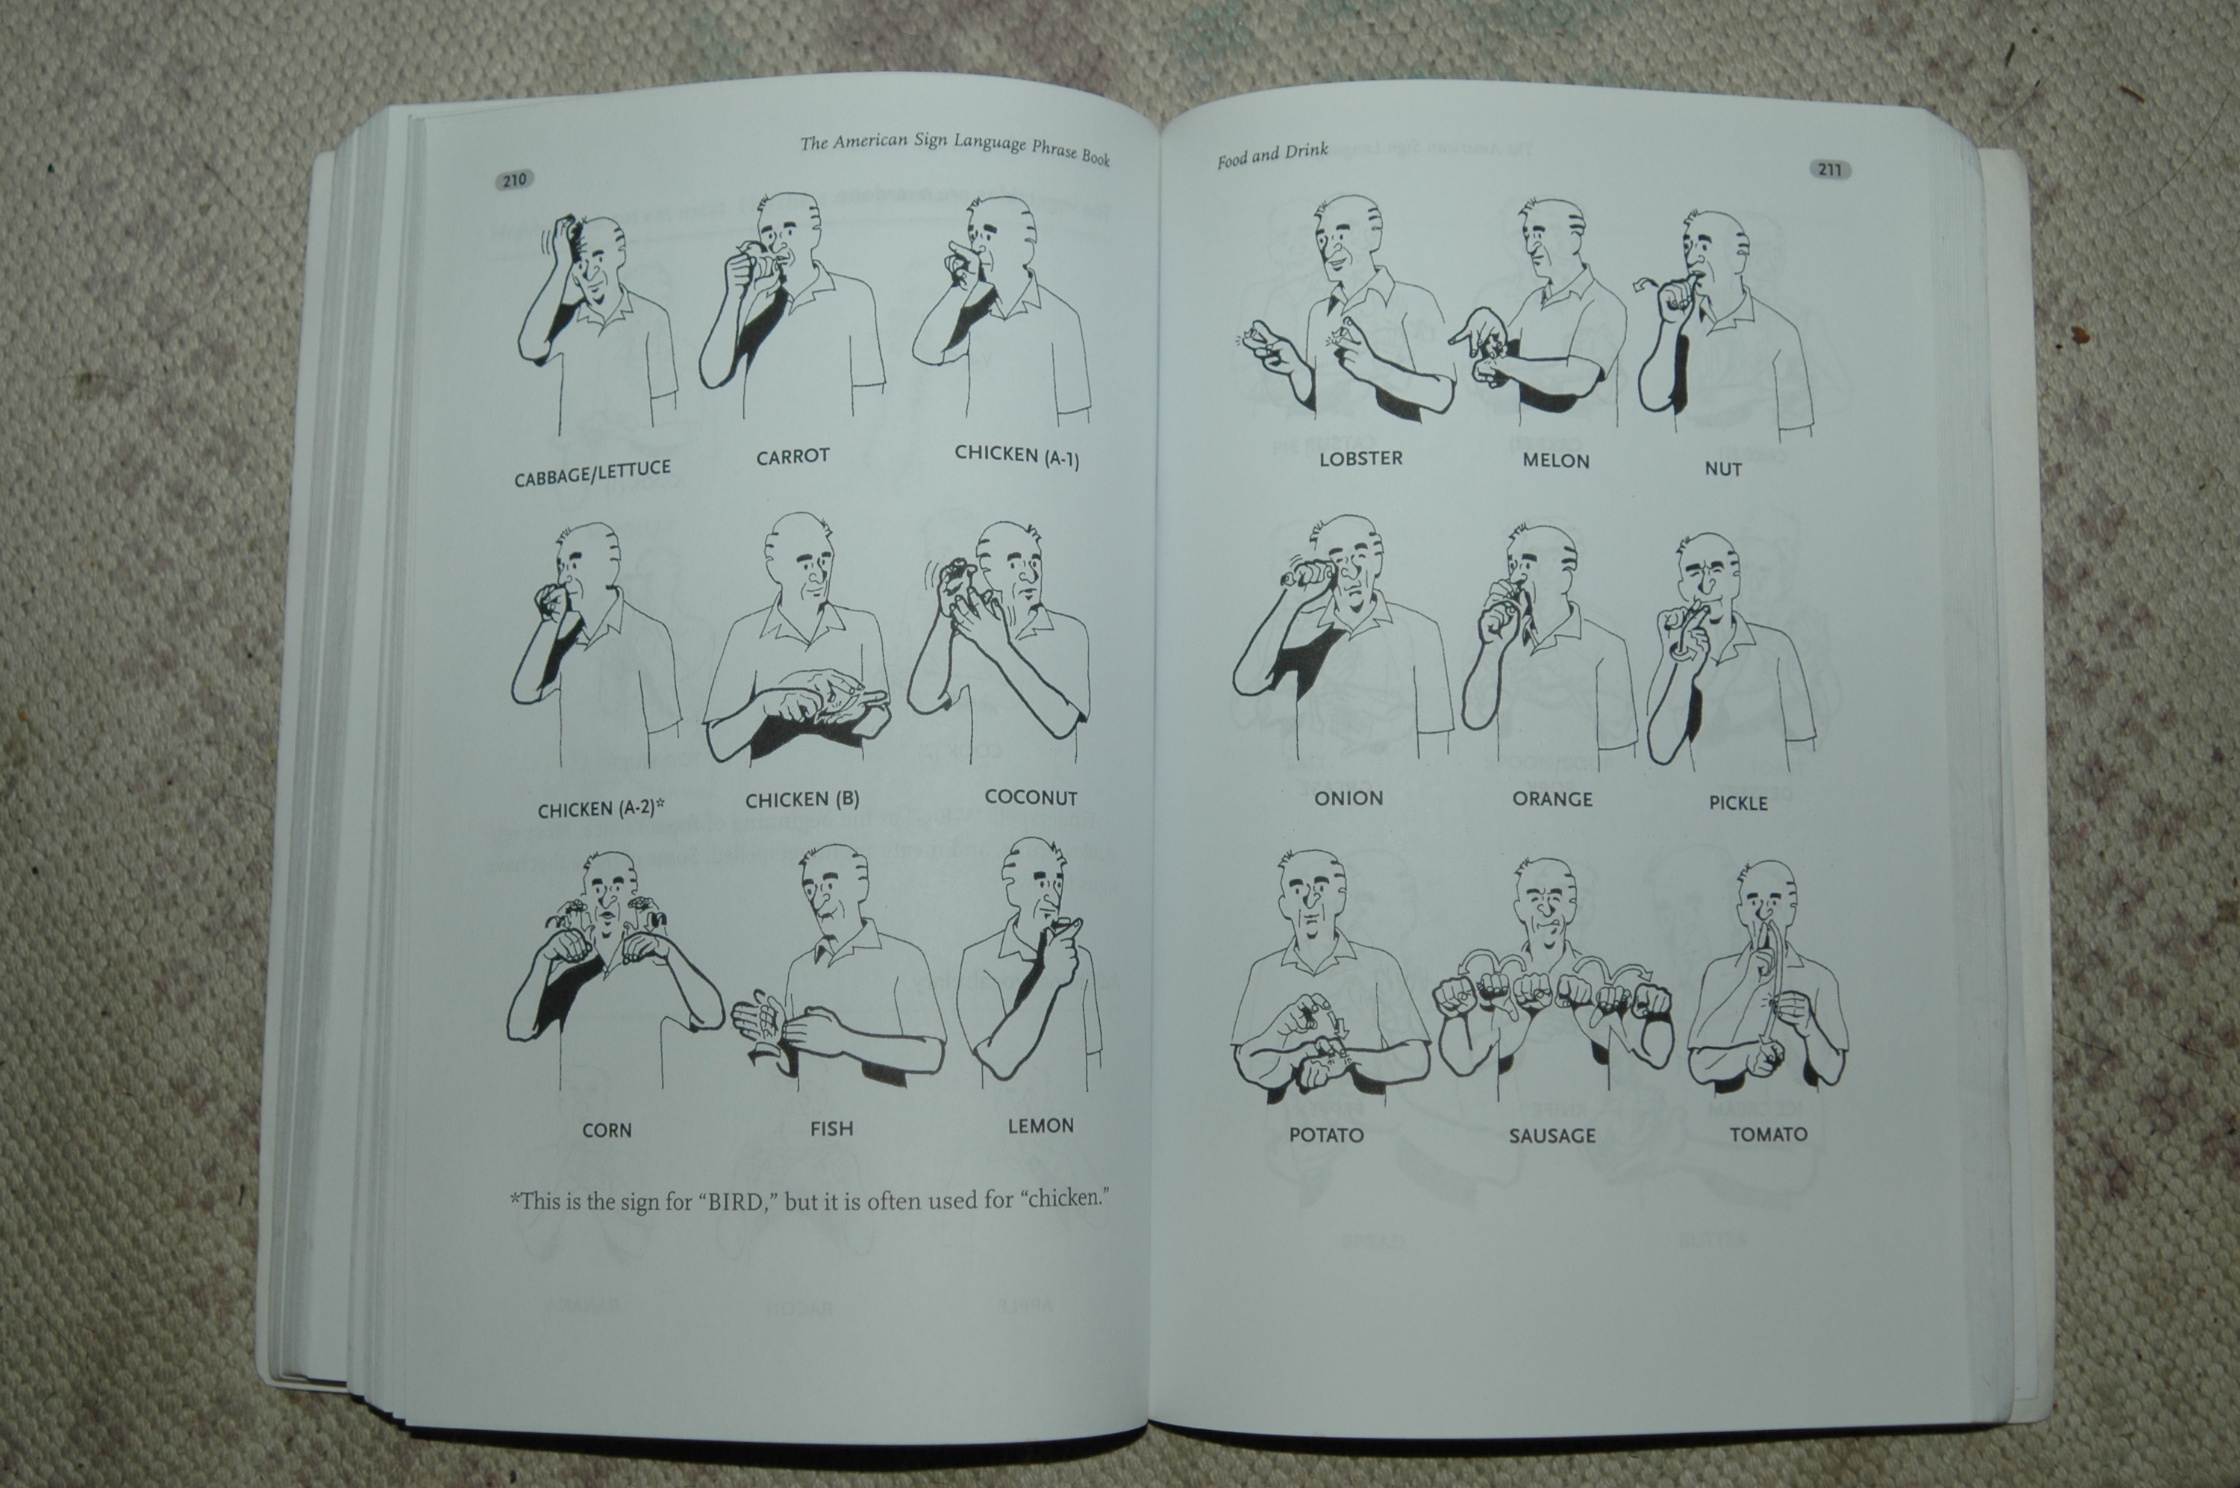 210
The American Sign Language Phrase Book
CABBAGE/LETTUCE
CARROT
CHICKEN (A-1)
CHICKEN (A-2)*
CHICKEN (B)
COCONUT
CORN
FISH
LEMON
*This is the sign for "BIRD," but it is often used for "chicken."
Food and Drink
211
LOBSTER
MELON
NUT
ONION
ORANGE
PICKLE
POTATO
SAUSAGE
TOMATO